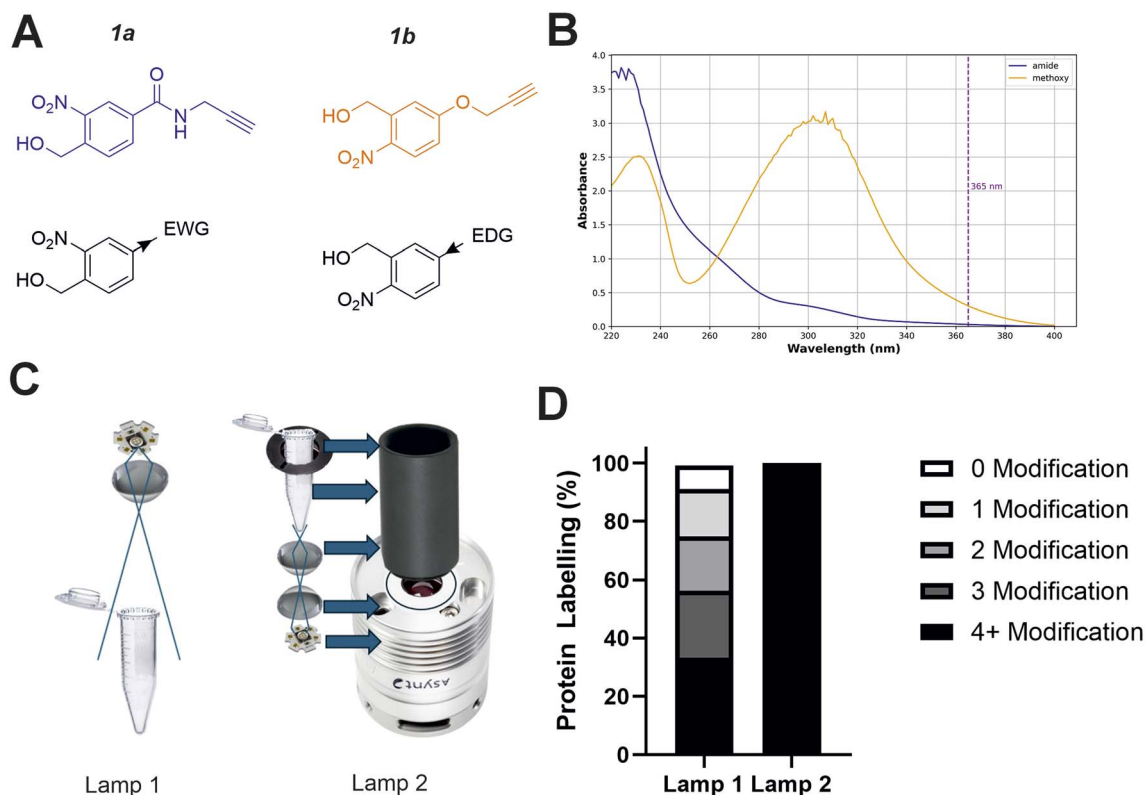 A
1a
1b
O
O₂N
N
H
HO
O
HO
O₂N
O₂N
EWG
HO
EDG
HO
O₂N
B
4.0
3.5
3.0
2.5
2.0
1.5
1.0
0.5
0.0
Absorbance
amide
methoxy
365 nm
220 240 260 280 300 320 340 360 380 400
Wavelength (nm)
C
Asynt
Lamp 1
Lamp 2
D
Protein Labelling (%)
100
80
60
40
20
0
Lamp 1 Lamp 2
0 Modification
1 Modification
2 Modification
3 Modification
4+ Modification